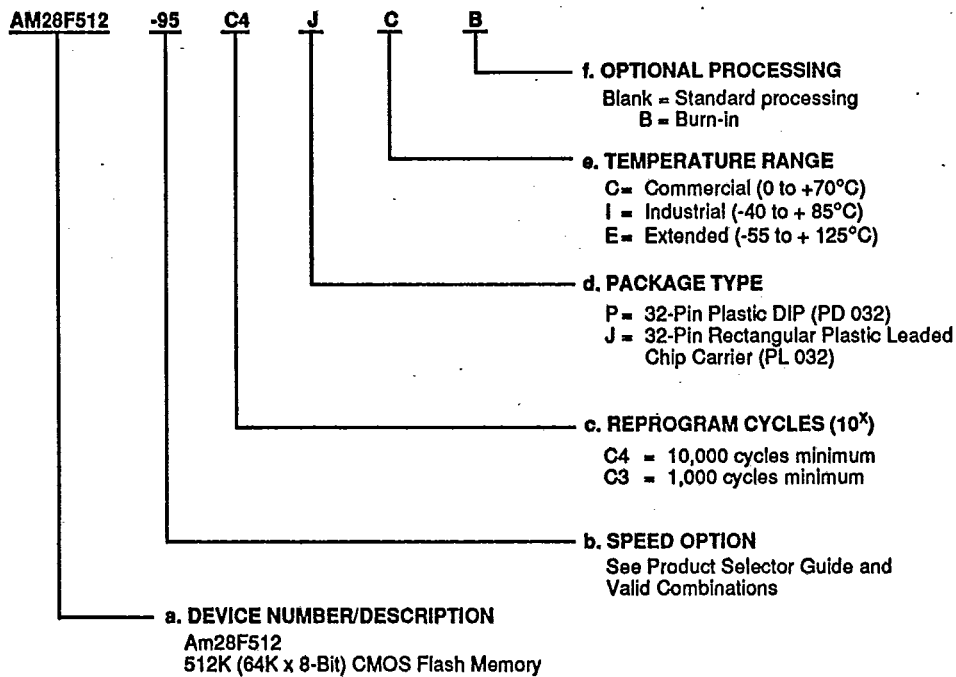 AM28F512 -95 C4 J C B
f. OPTIONAL PROCESSING
Blank = Standard processing
B = Burn-in
e. TEMPERATURE RANGE
C= Commercial (0 to +70°C)
I = Industrial (-40 to + 85°C)
E= Extended (-55 to + 125°C)
d. PACKAGE TYPE
P = 32-Pin Plastic DIP (PD 032)
J = 32-Pin Rectangular Plastic Leaded
Chip Carrier (PL 032)
c. REPROGRAM CYCLES (10ˣ)
C4 = 10,000 cycles minimum
C3 = 1,000 cycles minimum
b. SPEED OPTION
See Product Selector Guide and
Valid Combinations
a. DEVICE NUMBER/DESCRIPTION
Am28F512
512K (64K x 8-Bit) CMOS Flash Memory